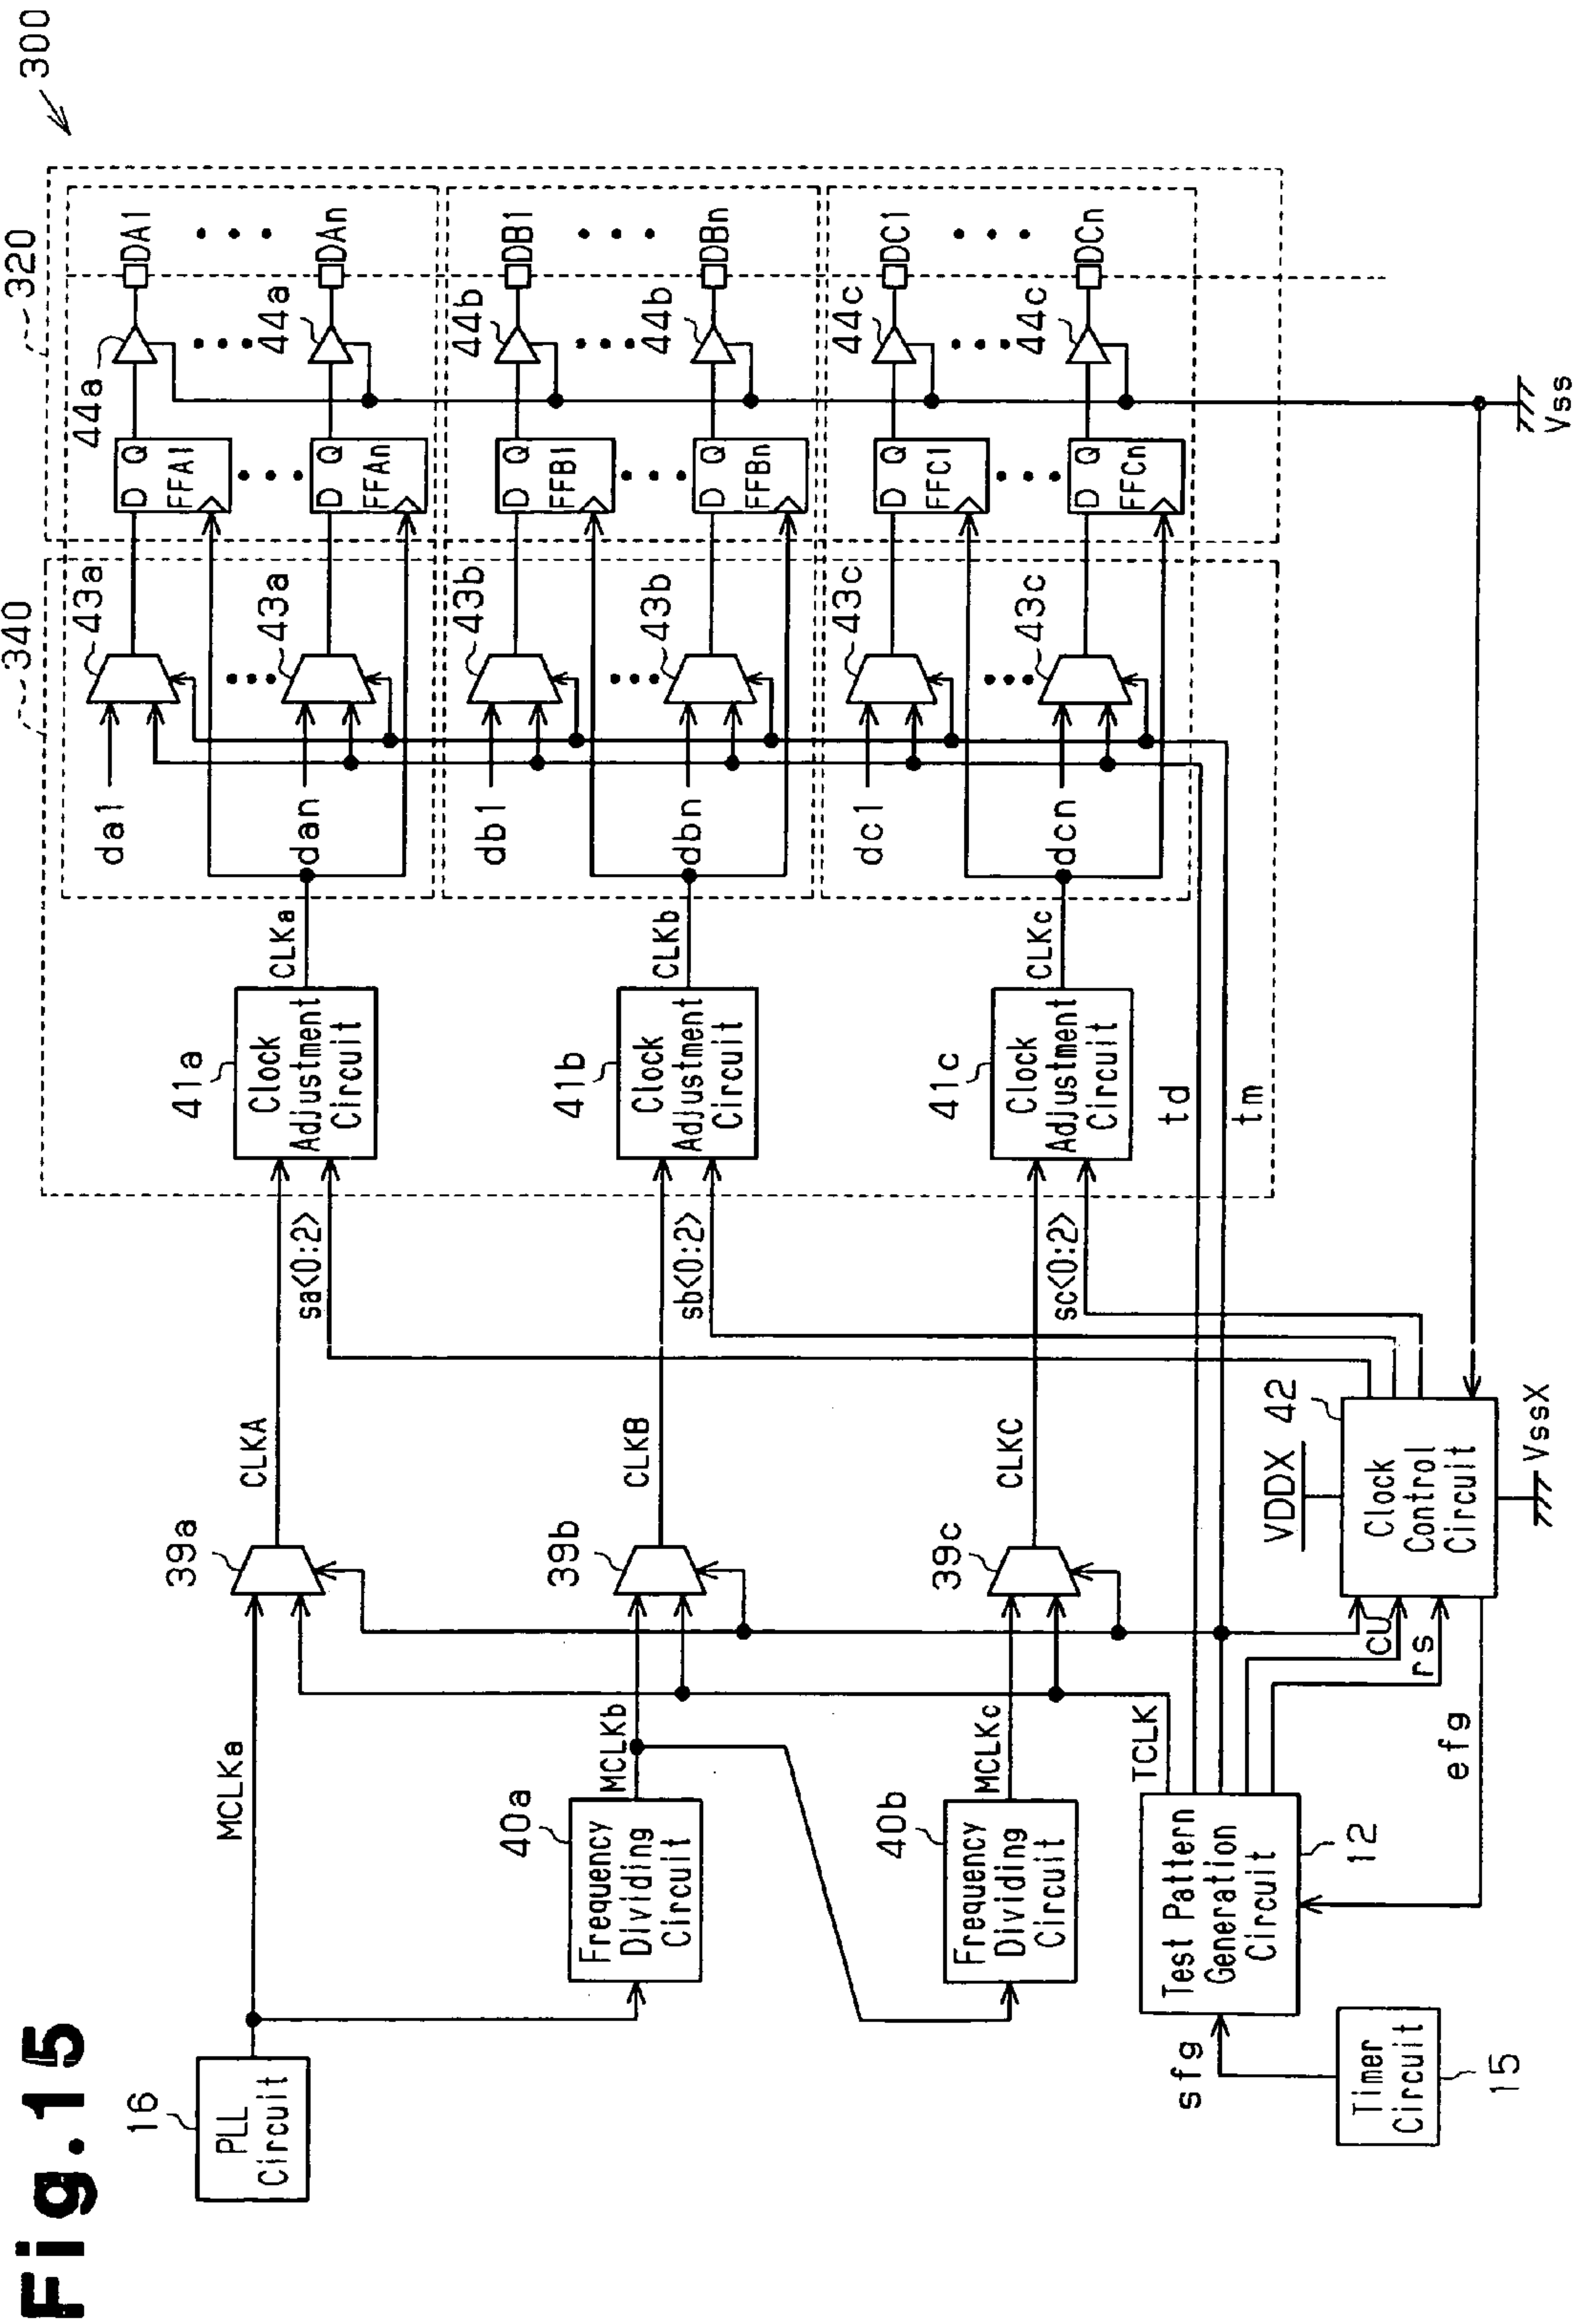 Fig.15
300
320
340
16
PLL
Circuit
MCLKa
39a
CLKA
sa<0:2>
41a
Clock
Adjustment
Circuit
CLKa
da1
43a
D Q
FFA1
44a
DA1
dan
43a
D Q
FFAn
44a
DAn
40a
Frequency
Dividing
Circuit
MCLKb
39b
CLKB
sb<0:2>
41b
Clock
Adjustment
Circuit
CLKb
db1
43b
D Q
FFB1
44b
DB1
dbn
43b
D Q
FFBn
44b
DBn
40b
Frequency
Dividing
Circuit
MCLKc
39c
CLKC
sc<0:2>
41c
Clock
Adjustment
Circuit
CLKc
dc1
43c
D Q
FFC1
44c
DC1
dcn
43c
D Q
FFCn
44c
DCn
TCLK
td
tm
Test Pattern
Generation
Circuit
12
sfg
Timer
Circuit
15
cu
rs
efg
VDDX
42
Clock
Control
Circuit
VssX
Vss